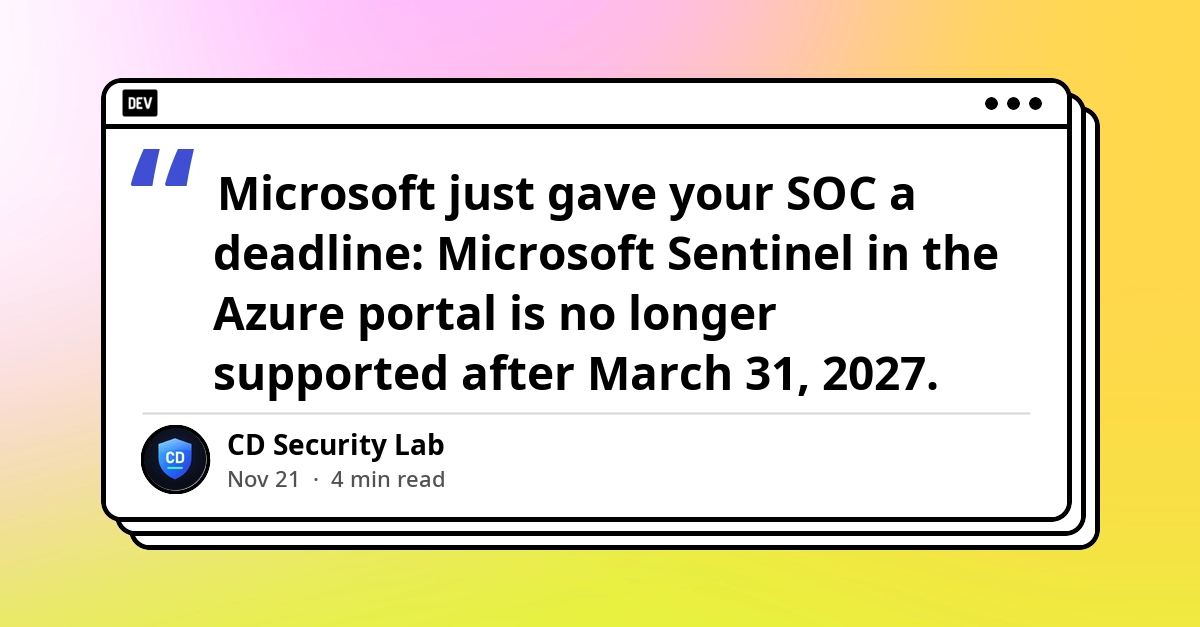 DEV
“Microsoft just gave your SOC a
deadline: Microsoft Sentinel in the
Azure portal is no longer
supported after March 31, 2027.
CD
CD Security Lab
Nov 21 · 4 min read